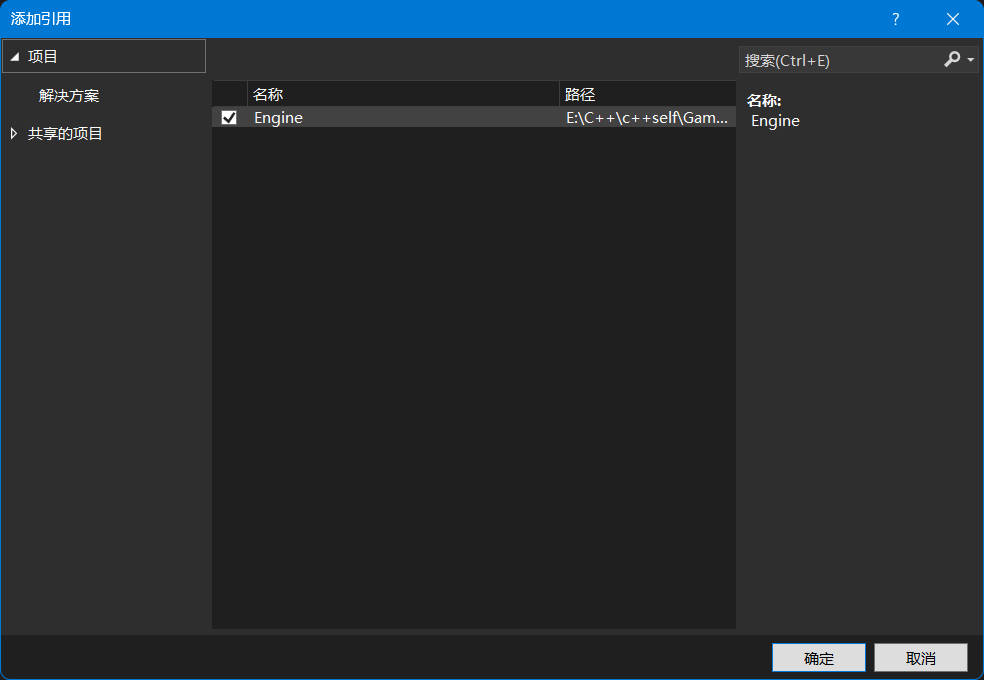 添加引用
?
项目
解决方案
共享的项目
名称 路径
Engine E:\C++\c++self\Gam...
搜索(Ctrl+E)
名称:
Engine
确定 取消